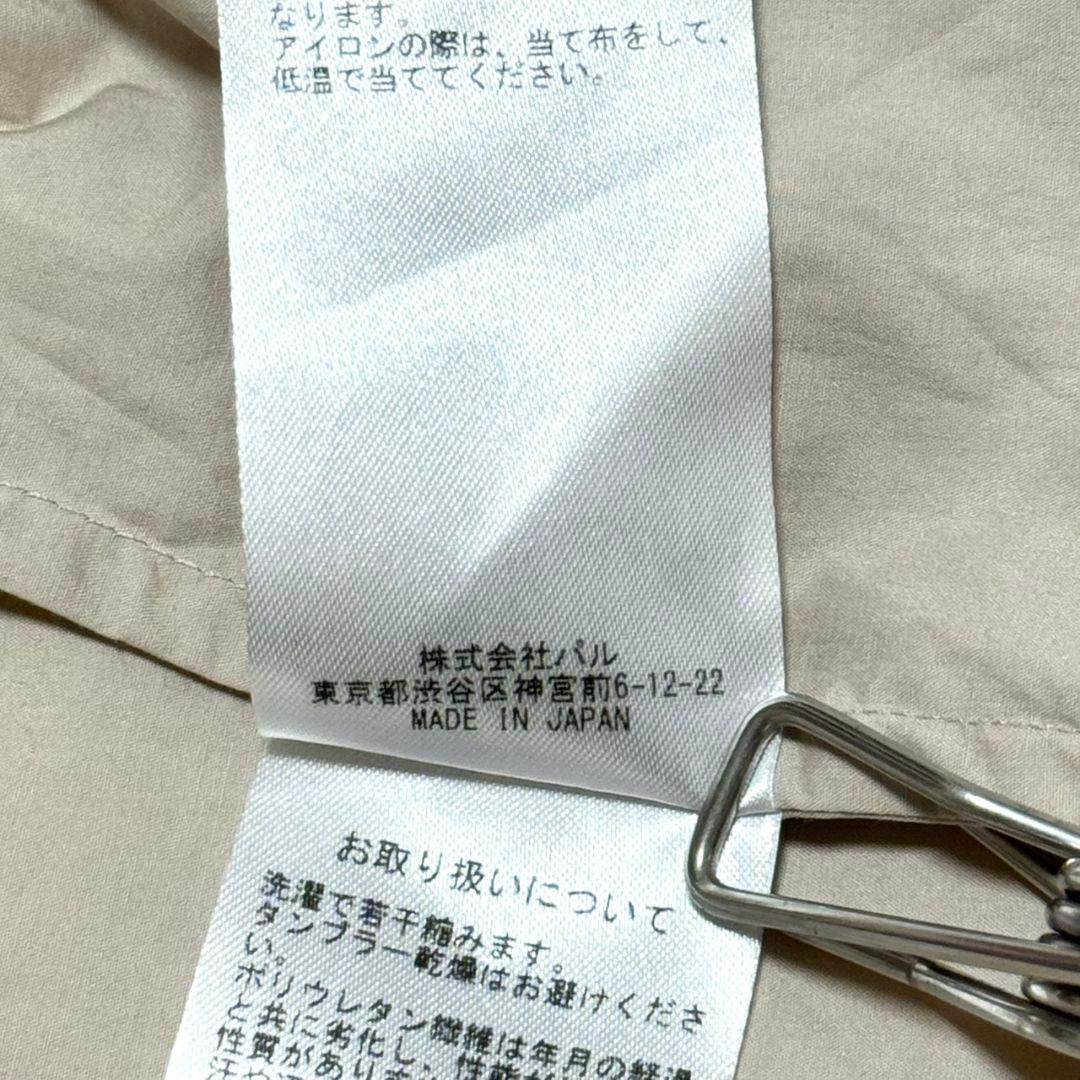 なります。
アイロンの際は、当て布をして、
低温で当ててください。
株式会社パル
東京都渋谷区神宮前6-12-22
MADE IN JAPAN
お取り扱いについて
洗濯で若干縮みます。
タンブラー乾燥はお避けくださ
い。
ポリウレタン繊維は年月の経過
と共に劣化し、性能が
性質があります